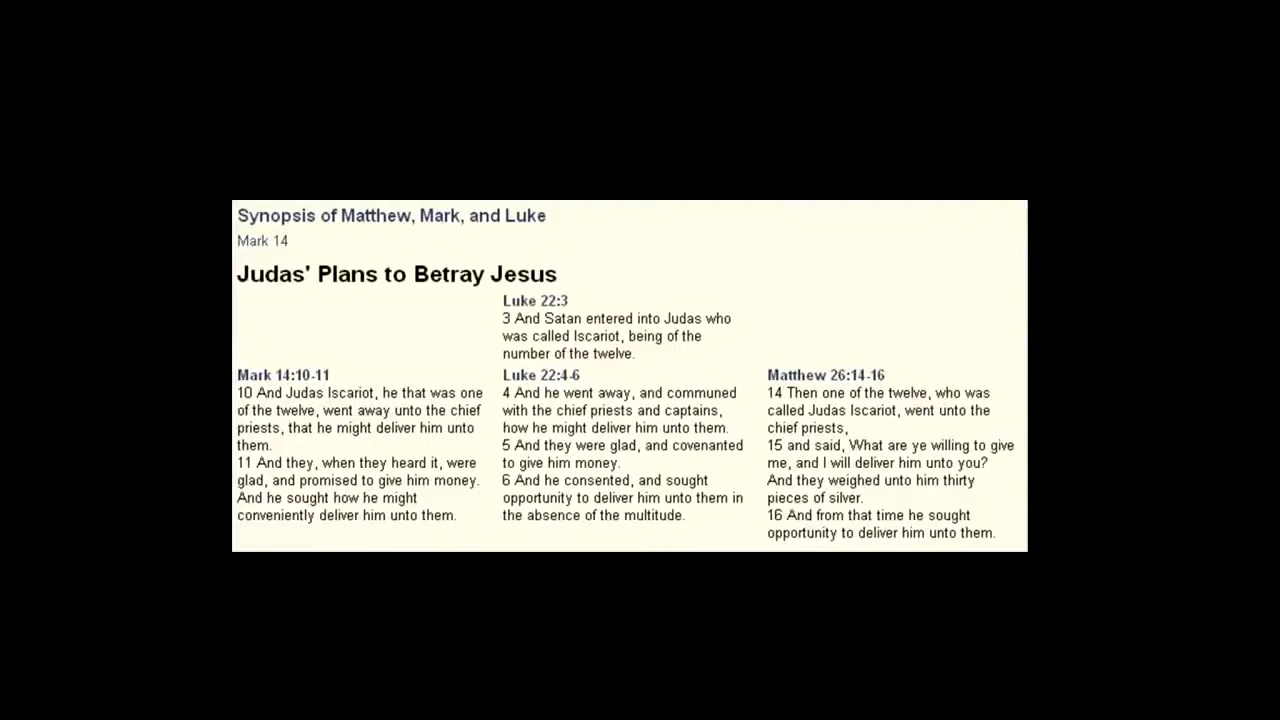 Synopsis of Matthew, Mark, and Luke
Mark 14
Judas' Plans to Betray Jesus
Luke 22:3
3 And Satan entered into Judas who
was called Iscariot, being of the
number of the twelve.
Mark 14:10-11
10 And Judas Iscariot, he that was one
of the twelve, went away unto the chief
priests, that he might deliver him unto
them.
11 And they, when they heard it, were
glad, and promised to give him money.
And he sought how he might
conveniently deliver him unto them.
Luke 22:4-6
4 And he went away, and communed
with the chief priests and captains,
how he might deliver him unto them.
5 And they were glad, and covenanted
to give him money.
6 And he consented, and sought
opportunity to deliver him unto them in
the absence of the multitude.
Matthew 26:14-16
14 Then one of the twelve, who was
called Judas Iscariot, went unto the
chief priests,
15 and said, What are ye willing to give
me, and I will deliver him unto you?
And they weighed unto him thirty
pieces of silver.
16 And from that time he sought
opportunity to deliver him unto them.